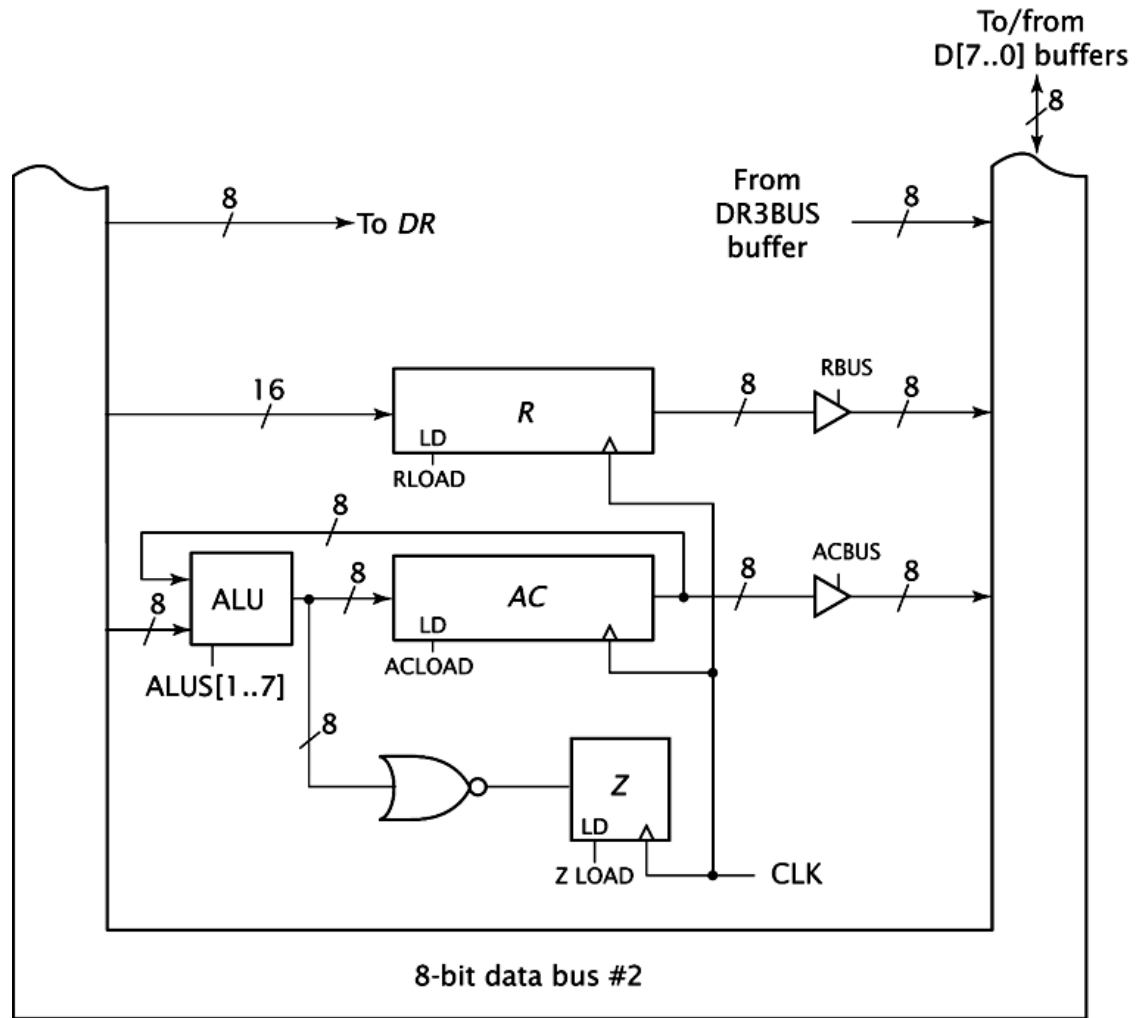 To/from
D[7..0] buffers
8
8
To DR
From
DR3BUS
buffer
8
16
R
LD
RLOAD
8
RBUS
8
8
8
ALU
ALUS[1..7]
8
AC
LD
ACLOAD
8
ACBUS
8
8
Z
LD
Z LOAD
CLK
8-bit data bus #2